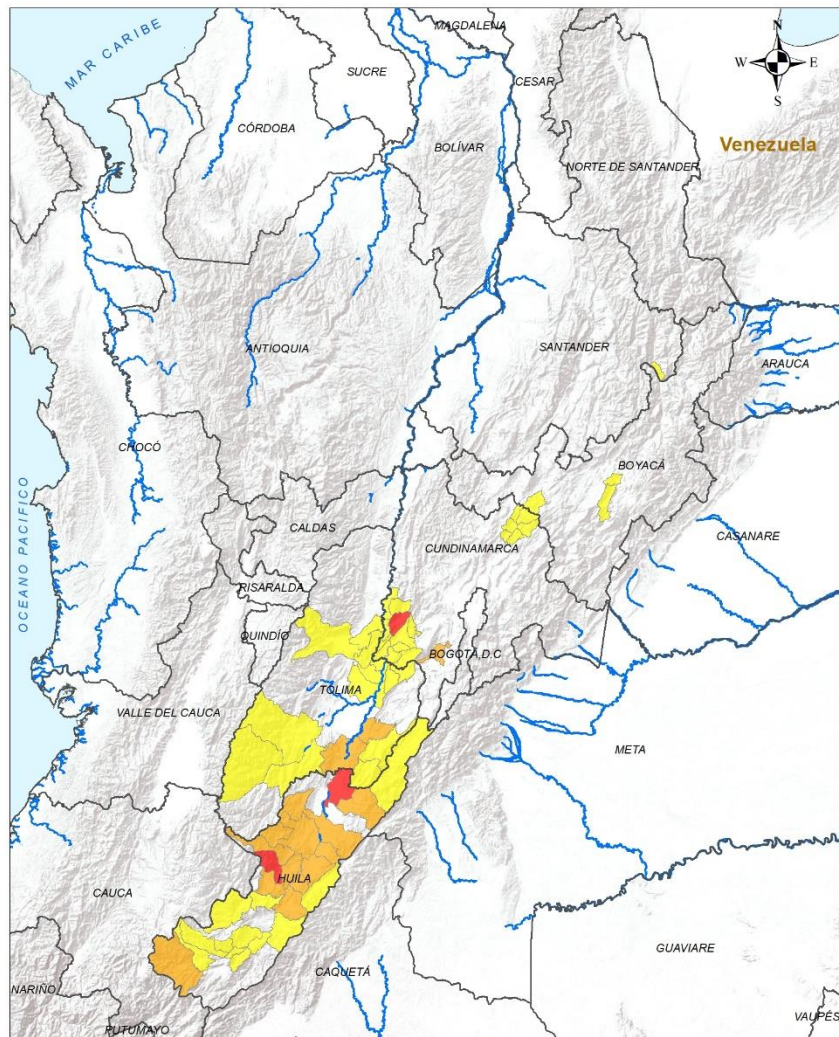 MAR CARIBE
MAGDALENA
N
W
E
S
SUCRE
CESAR
CÓRDOBA
BOLÍVAR
NORTE DE SANTANDER
Venezuela
ANTIOQUIA
SANTANDER
ARAUCA
CHOCÓ
BOYACÁ
OCEANO PACIFICO
CALDAS
CUNDINAMARCA
CASANARE
RISARALDA
QUINDÍO
BOGOTÁ, D.C
TOLIMA
VALLE DEL CAUCA
META
CAUCA
HUILA
GUAVIARE
CAQUETÁ
NARIÑO
PUTUMAYO
VAUPÉS